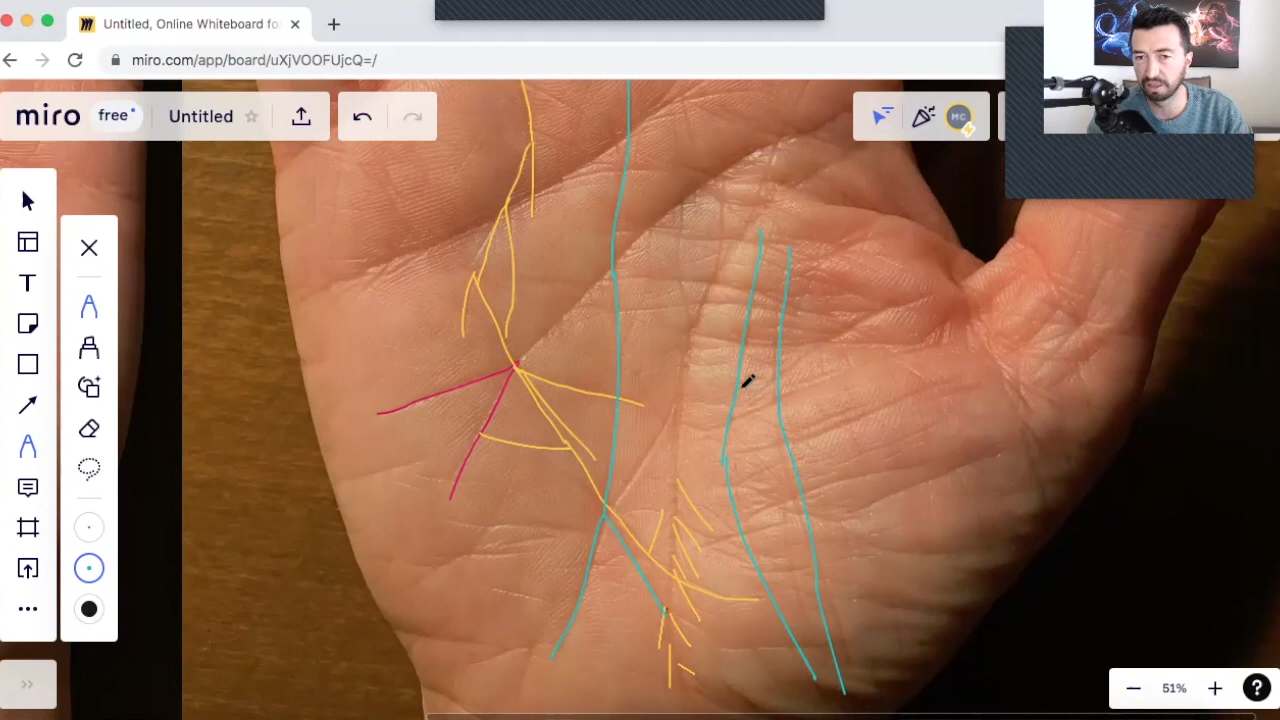 Untitled, Online Whiteboard fo
miro.com/app/board/uXjVOOFUjcQ=/
miro
free
Untitled
MC
T
51%
?